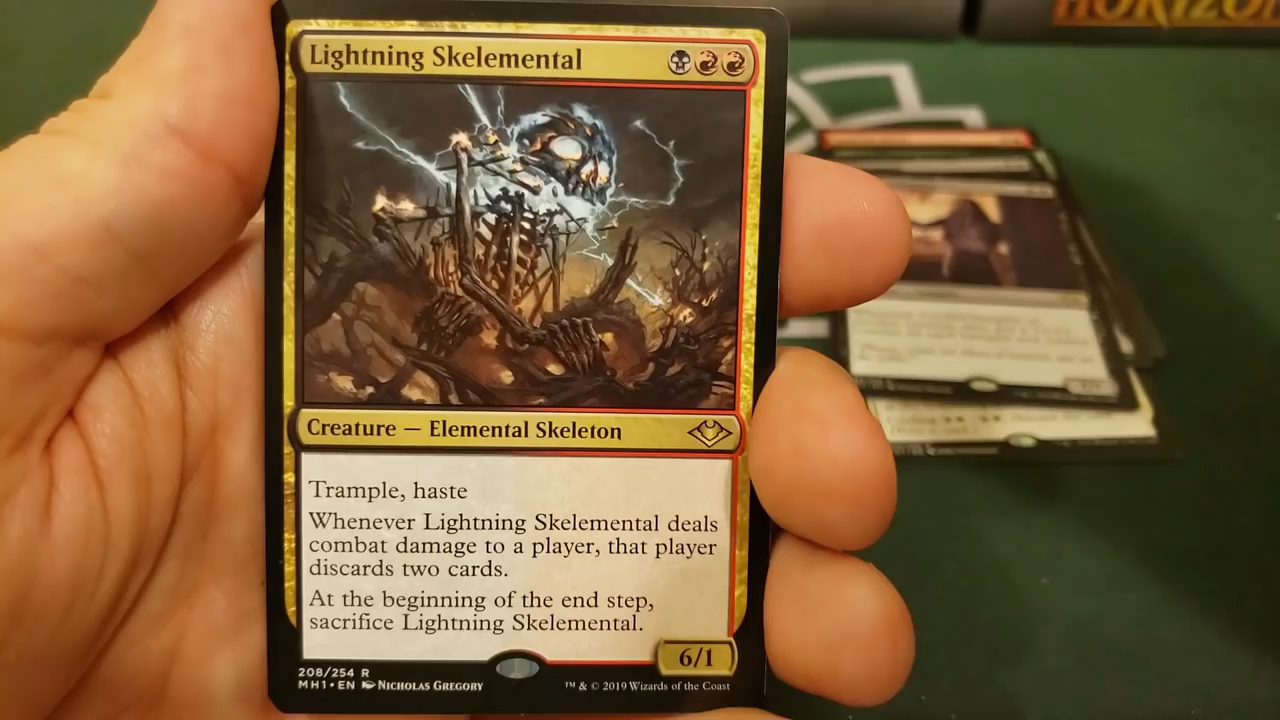 HORIZO
Lightning Skelemental
Creature — Elemental Skeleton
Trample, haste
Whenever Lightning Skelemental deals
combat damage to a player, that player
discards two cards.
At the beginning of the end step,
sacrifice Lightning Skelemental.
6/1
208/254 R
MH1 • EN Nicholas Gregory
™ & © 2019 Wizards of the Coast